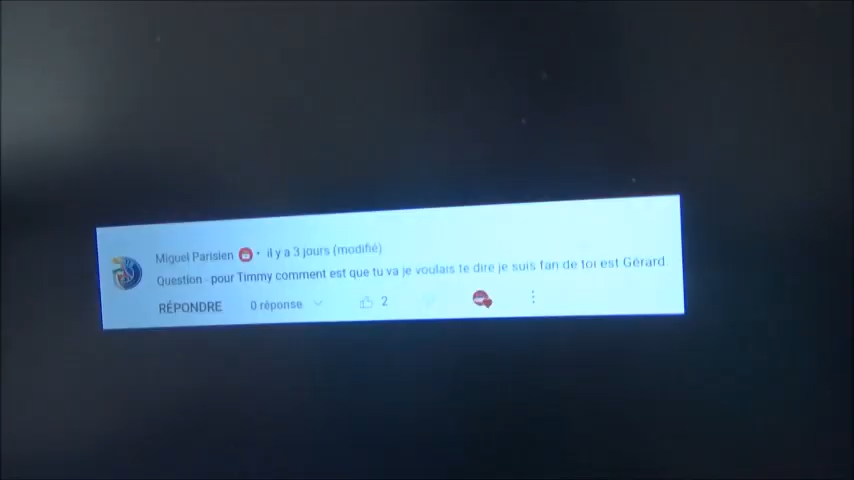 Miguel Parisien • il y a 3 jours (modifié)
Question - pour Timmy comment est que tu va je voulais te dire je suis fan de toi est Gérard.
RÉPONDRE 0 réponse 2